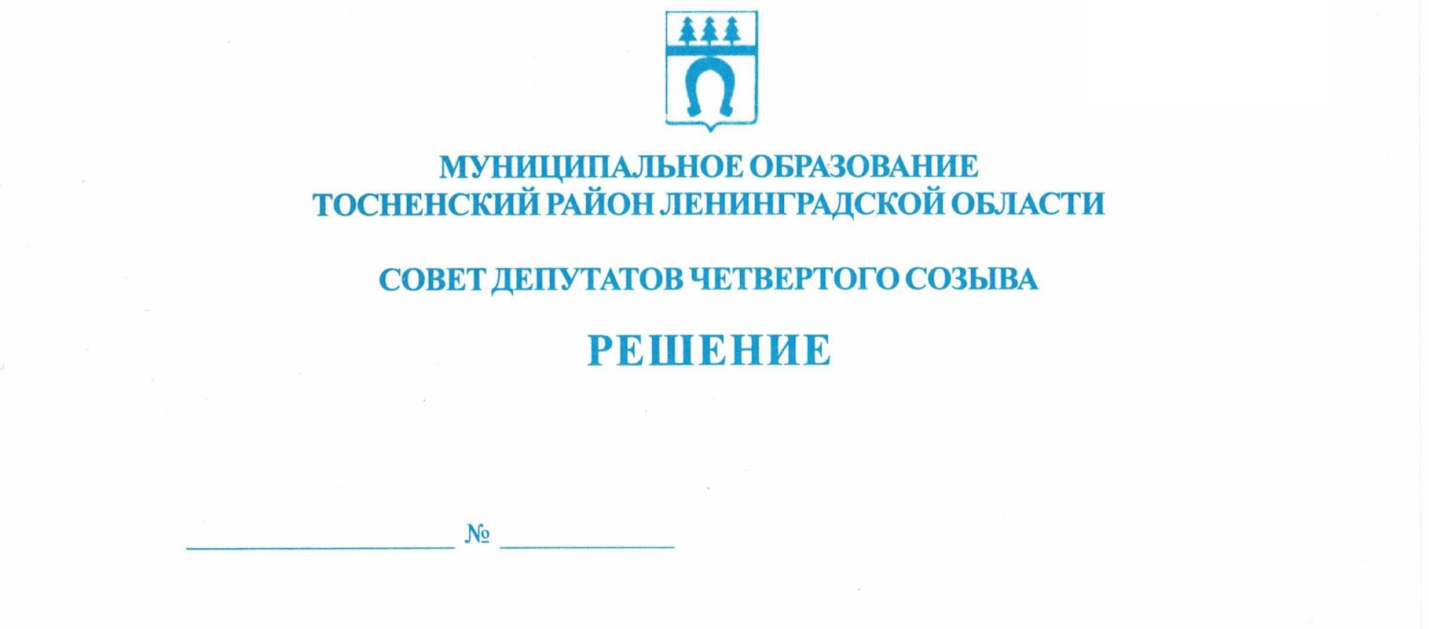 МУНИЦИПАЛЬНОЕ ОБРАЗОВАНИЕ
ТОСНЕНСКИЙ РАЙОН ЛЕНИНГРАДСКОЙ ОБЛАСТИ
СОВЕТ ДЕПУТАТОВ ЧЕТВЕРТОГО СОЗЫВА
РЕШЕНИЕ
№